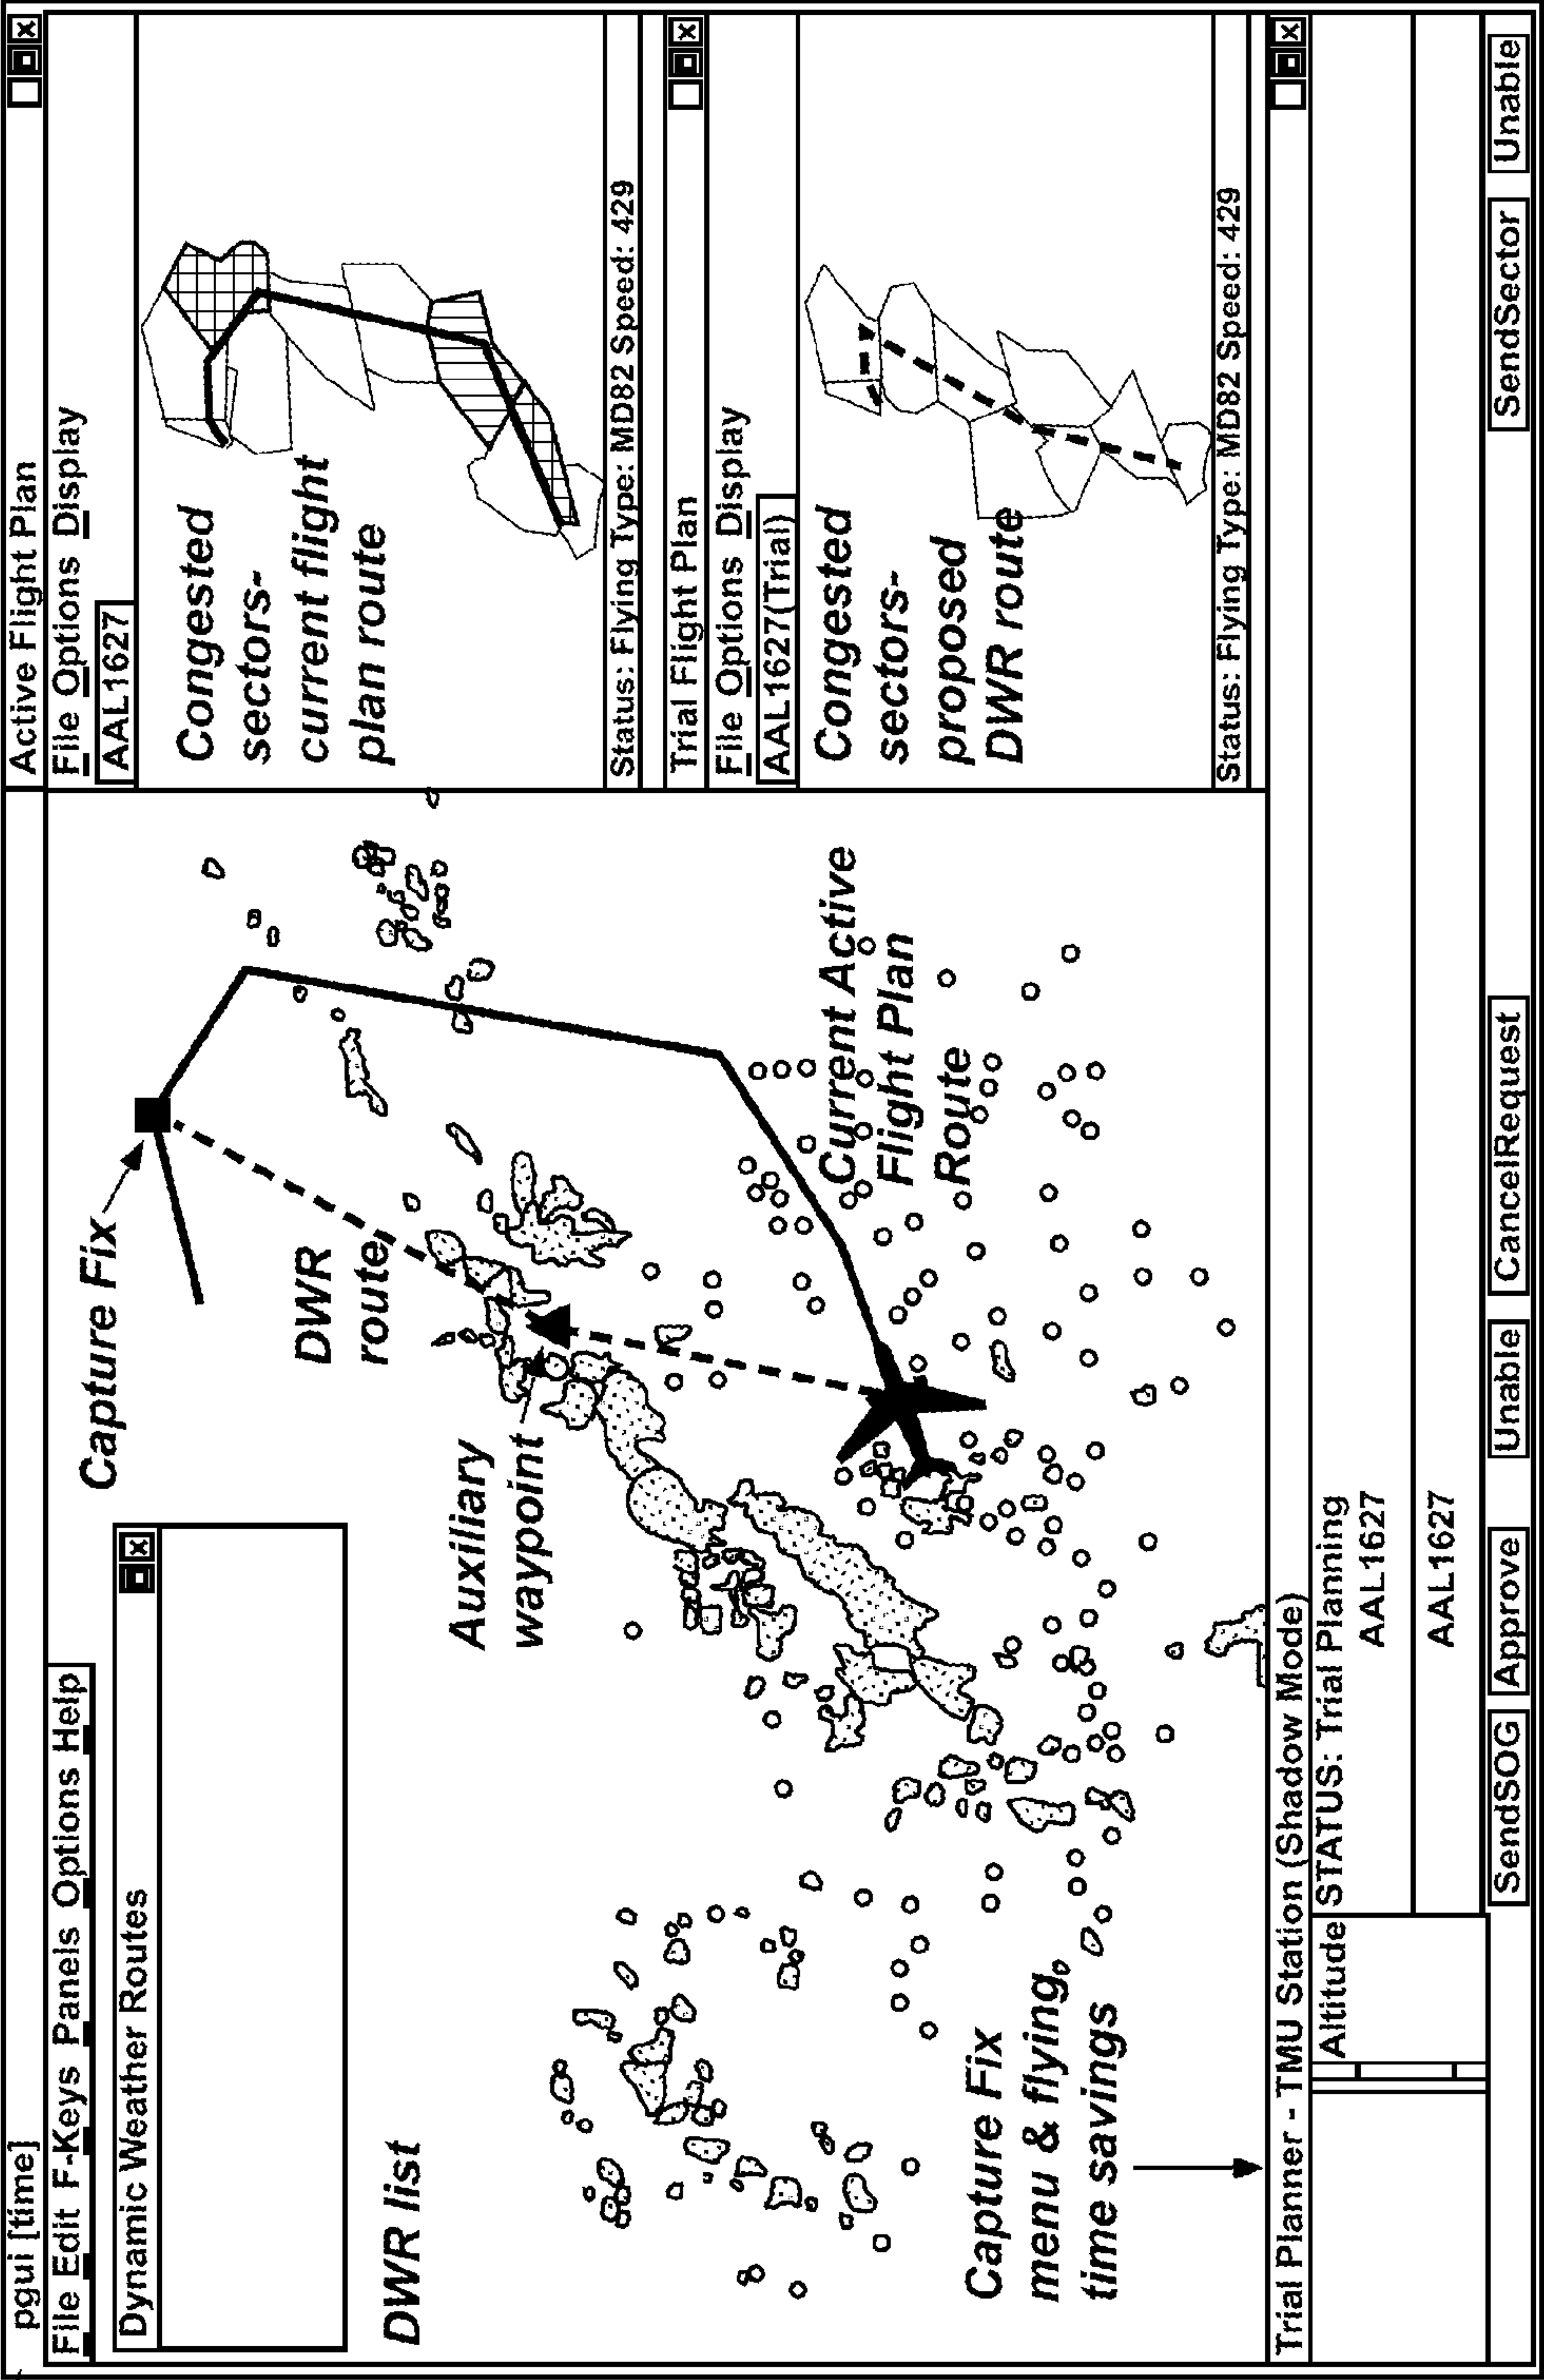 pgui [time]
File Edit F-Keys Panels Options Help
Dynamic Weather Routes
DWR list
Capture Fix
DWR
route
Auxiliary
waypoint
Current Active
Flight Plan
Route
Capture Fix
menu & flying
time savings
Active Flight Plan
File Options Display
AAL1627
Congested
sectors-
current flight
plan route
Status: Flying Type: MD82 Speed: 429
Trial Flight Plan
File Options Display
AAL1627(Trial)
Congested
sectors-
proposed
DWR route
Status: Flying Type: MD82 Speed: 429
Trial Planner - TMU Station (Shadow Mode)
Altitude STATUS: Trial Planning
AAL1627
AAL1627
SendSOG Approve Unable CancelRequest SendSector Unable